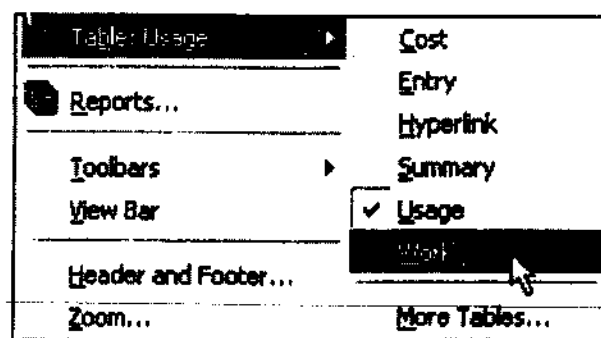 Table: Usage
Reports...
Toolbars
View Bar
Header and Footer...
Zoom...
Cost
Entry
Hyperlink
Summary
Usage
Work
More Tables...